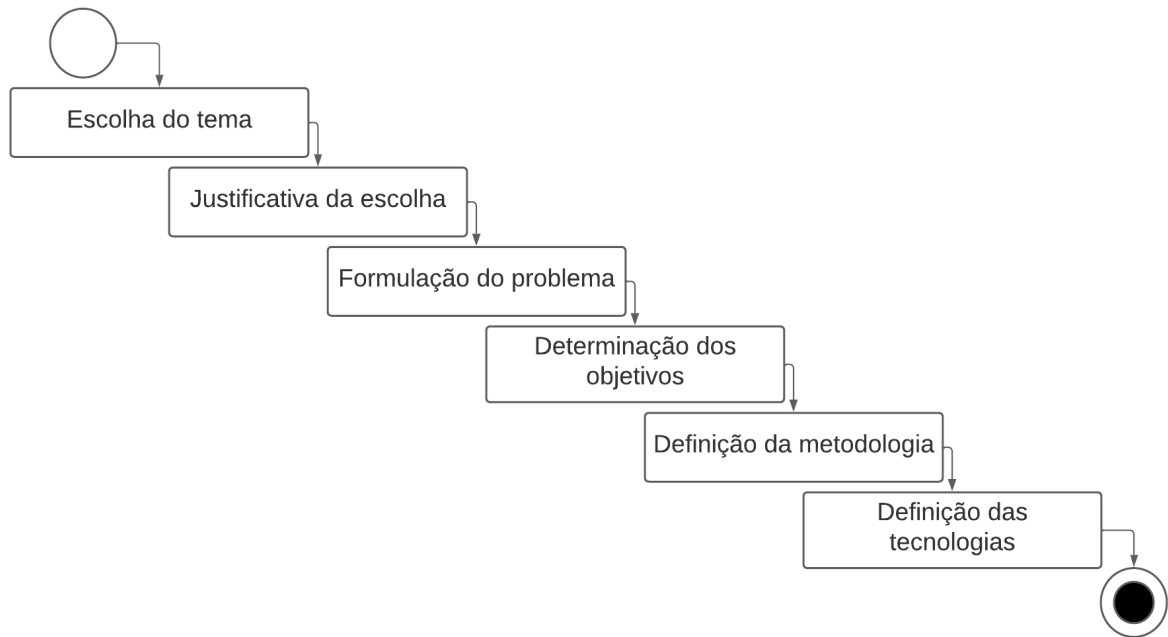 Escolha do tema
Justificativa da escolha
Formulação do problema
Determinação dos
objetivos
Definição da metodologia
Definição das
tecnologias